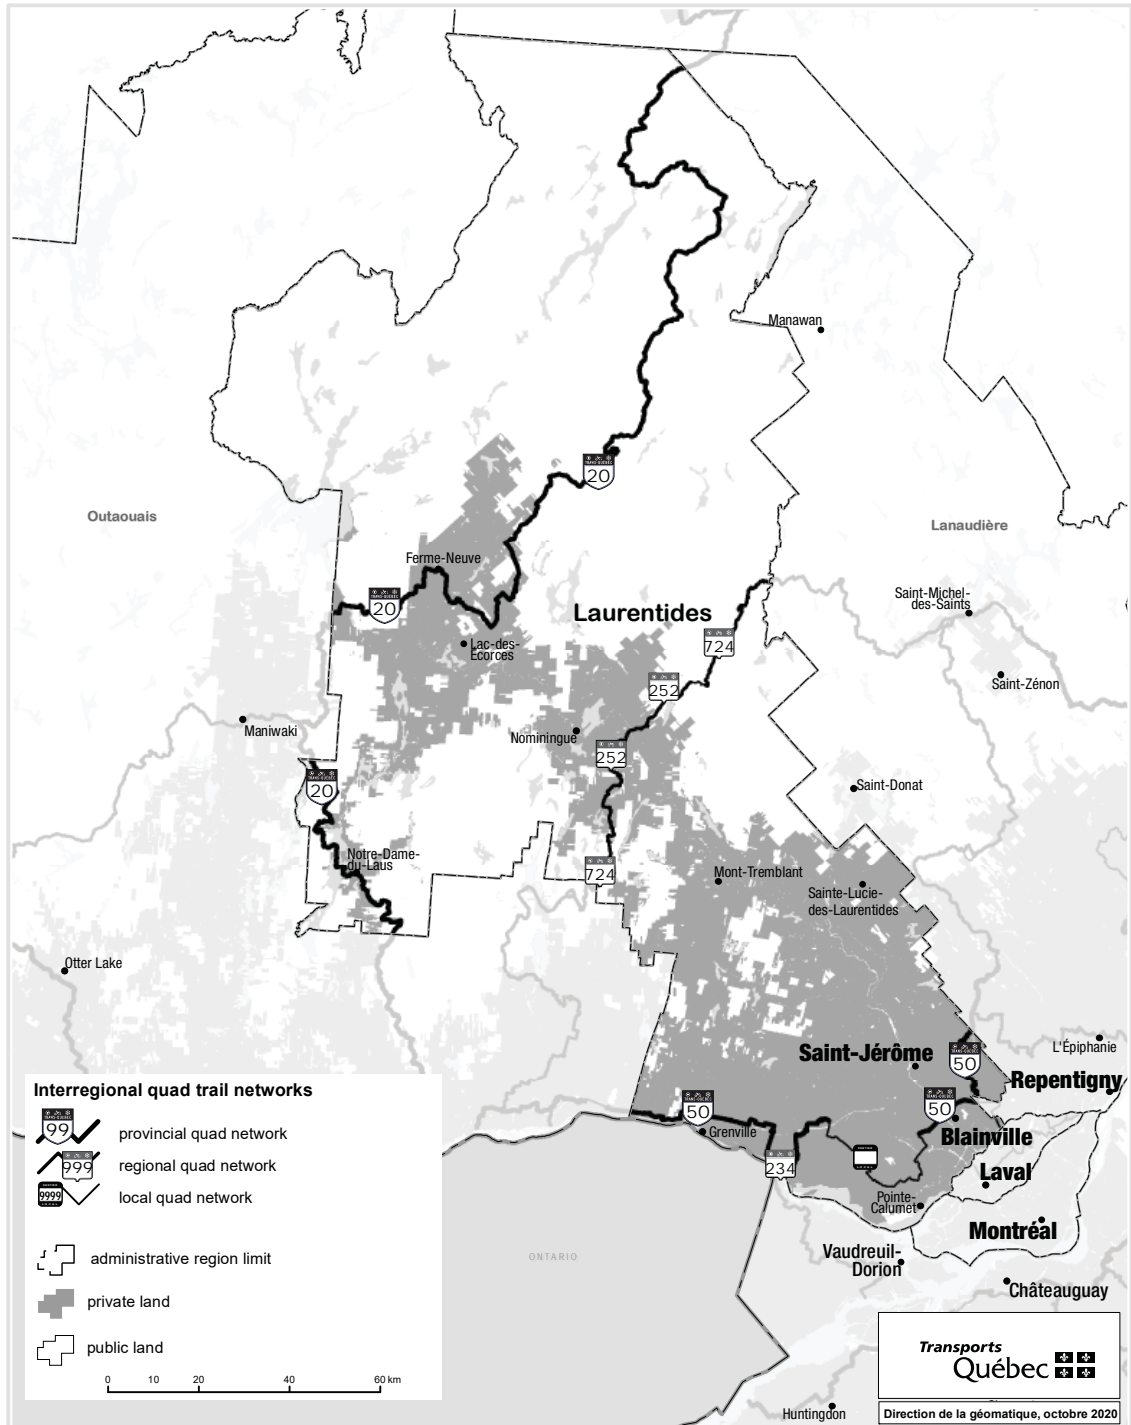 Manawan
20
Outaouais
Lanaudière
Ferme-Neuve
Saint-Michel-
des-Saints
20
Laurentides
724
Lac-des-
Écorces
252
Saint-Zénon
Maniwaki
Nominingue
252
20
Saint-Donat
Notre-Dame-
du-Laus
724
Mont-Tremblant
Sainte-Lucie-
des-Laurentides
Otter Lake
Saint-Jérôme
50
L'Épiphanie
Repentigny
50
50
Grenville
Blainville
234
Laval
Pointe-
Calumet
Montréal
Vaudreuil-
Dorion
ONTARIO
Châteauguay
Huntingdon
Interregional quad trail networks
TRANS-QUÉBEC
99
provincial quad network
999
regional quad network
9999
local quad network
administrative region limit
private land
public land
0 10 20 40 60 km
Transports
Québec
Direction de la géomatique, octobre 2020